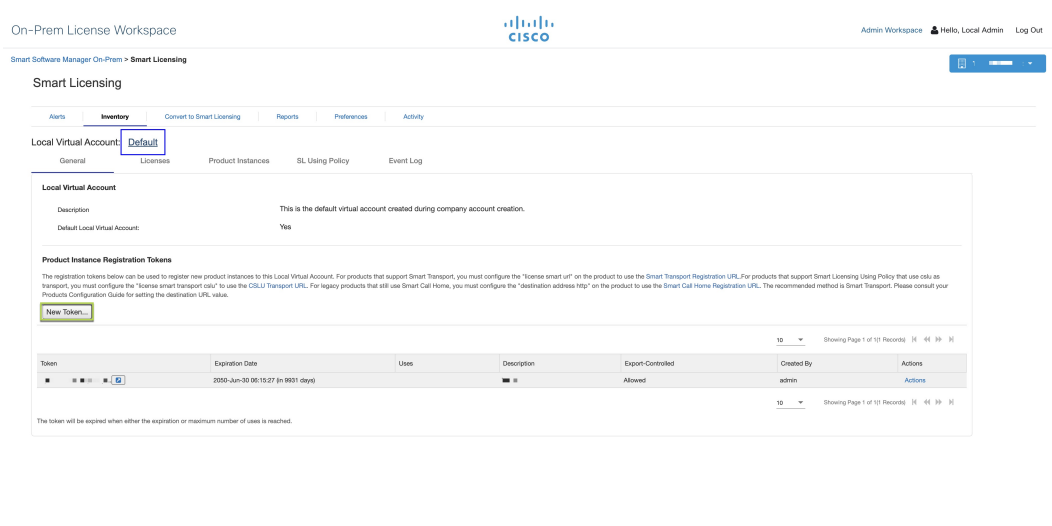 On-Prem License Workspace
CISCO
Admin Workspace Hello, Local Admin Log Out
Smart Software Manager On-Prem > Smart Licensing
Smart Licensing
Alerts Inventory Convert to Smart Licensing Reports Preferences Activity
Local Virtual Account: Default
General Licenses Product Instances SL Using Policy Event Log
Local Virtual Account
Description This is the default virtual account created during company account creation.
Default Local Virtual Account: Yes
Product Instance Registration Tokens
The registration tokens below can be used to register new product instances to this Local Virtual Account. For products that support Smart Transport, you must configure the "license smart url" on the product to use the Smart Transport Registration URL.For products that support Smart Licensing Using Policy that use cslu as
transport, you must configure the "license smart transport cslu" to use the CSLU Transport URL. For legacy products that still use Smart Call Home, you must configure the "destination address http" on the product to use the Smart Call Home Registration URL. The recommended method is Smart Transport. Please consult your
Products Configuration Guide for setting the destination URL value.
New Token...
10 Showing Page 1 of 1(1 Records)
Token Expiration Date Uses Description Export-Controlled Created By Actions
2050-Jun-30 06:15:27 (in 9931 days) Allowed admin Actions
10 Showing Page 1 of 1(1 Records)
The token will be expired when either the expiration or maximum number of uses is reached.